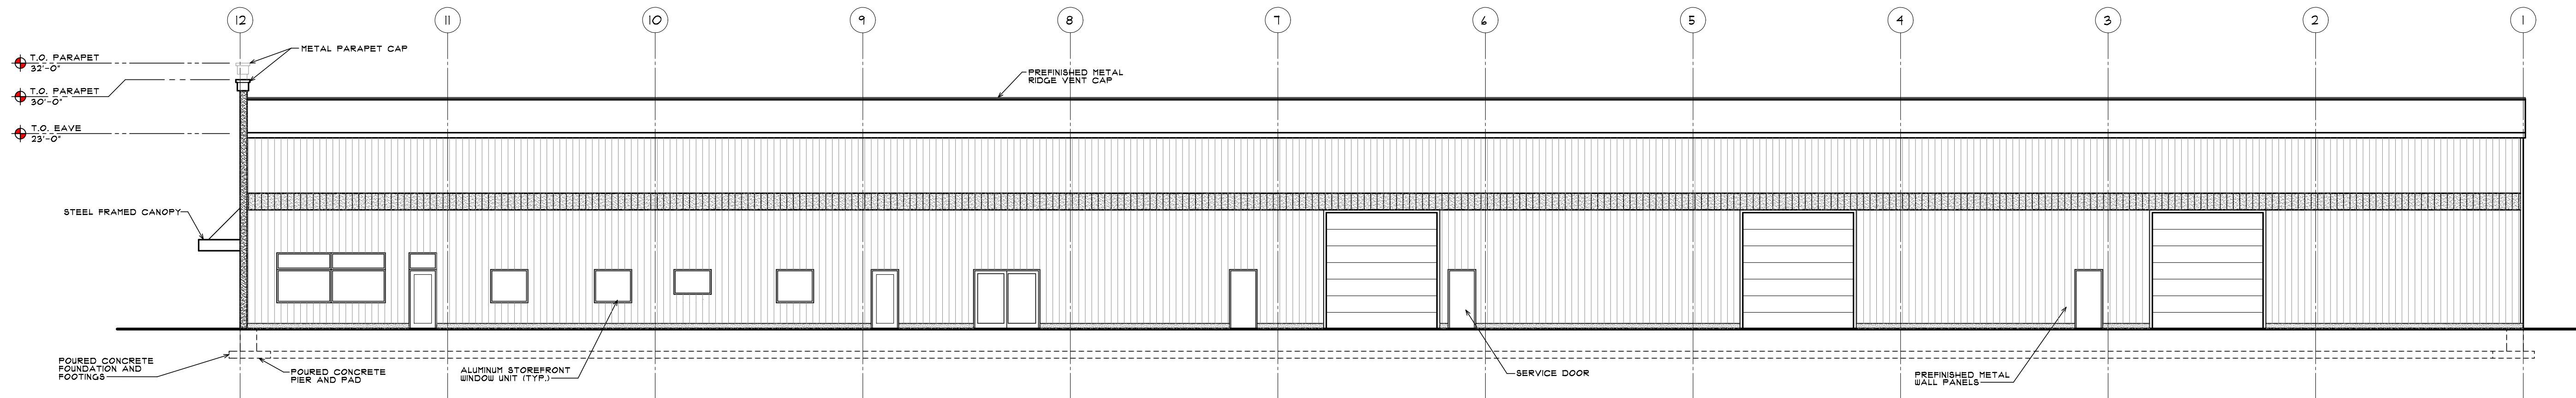 12 11 10 9 8 7 6 5 4 3 2 1
METAL PARAPET CAP
T.O. PARAPET
32'-0"
PREFINISHED METAL
RIDGE VENT CAP
T.O. PARAPET
30'-0"
T.O. EAVE
23'-0"
STEEL FRAMED CANOPY
POURED CONCRETE
FOUNDATION AND
FOOTINGS
POURED CONCRETE
PIER AND PAD
ALUMINUM STOREFRONT
WINDOW UNIT (TYP.)
SERVICE DOOR
PREFINISHED METAL
WALL PANELS